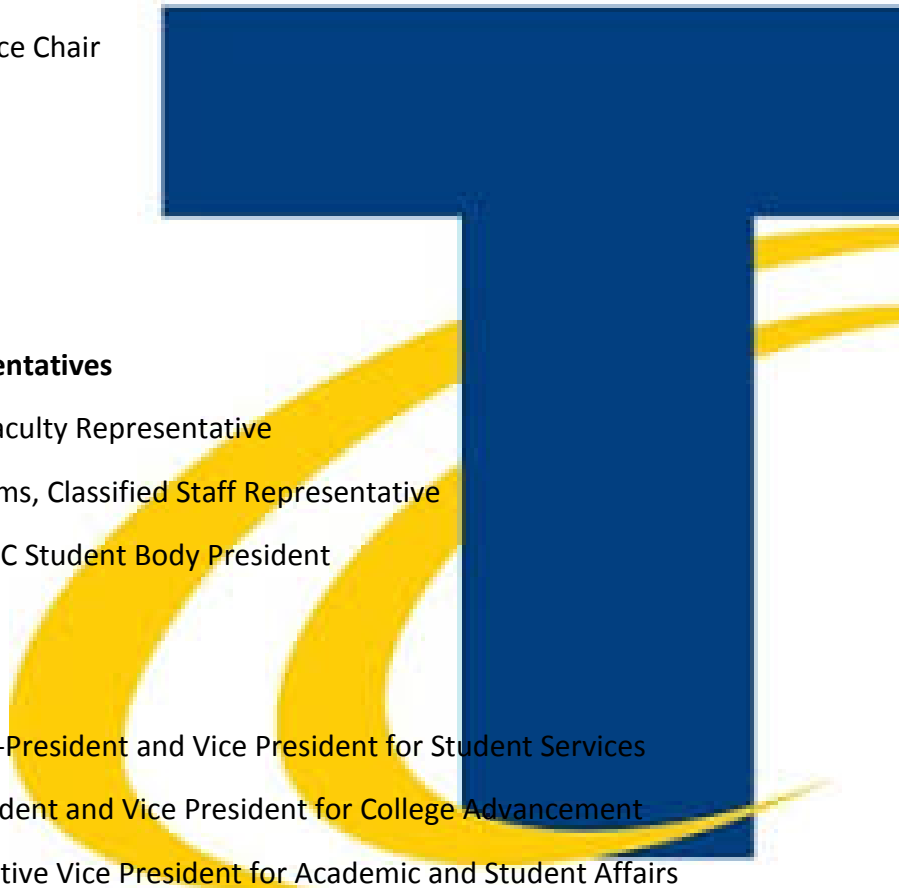 ce Chair
entatives
aculty Representative
ms, Classified Staff Representative
C Student Body President
-President and Vice President for Student Services
dent and Vice President for College Advancement
tive Vice President for Academic and Student Affairs